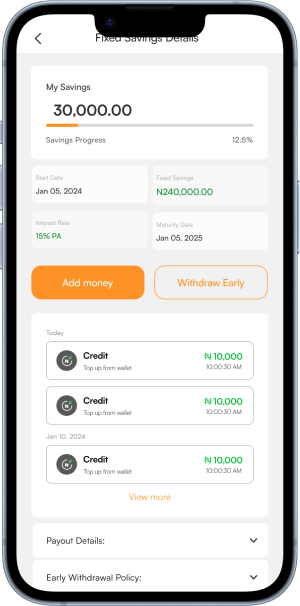 Fixed Savings Details
My Savings
30,000.00
Savings Progress 12.5%
Start Date Fixed Savings
Jan 05, 2024 N240,000.00
Interest Rate Maturity Date
15% PA Jan 05, 2025
Add money Withdraw Early
Today
Credit ₦ 10,000
Top up from wallet 10:00:30 AM
Credit ₦ 10,000
Top up from wallet 10:00:30 AM
Jan 10, 2024
Credit ₦ 10,000
Top up from wallet 10:00:30 AM
View more
Payout Details:
Early Withdrawal Policy: